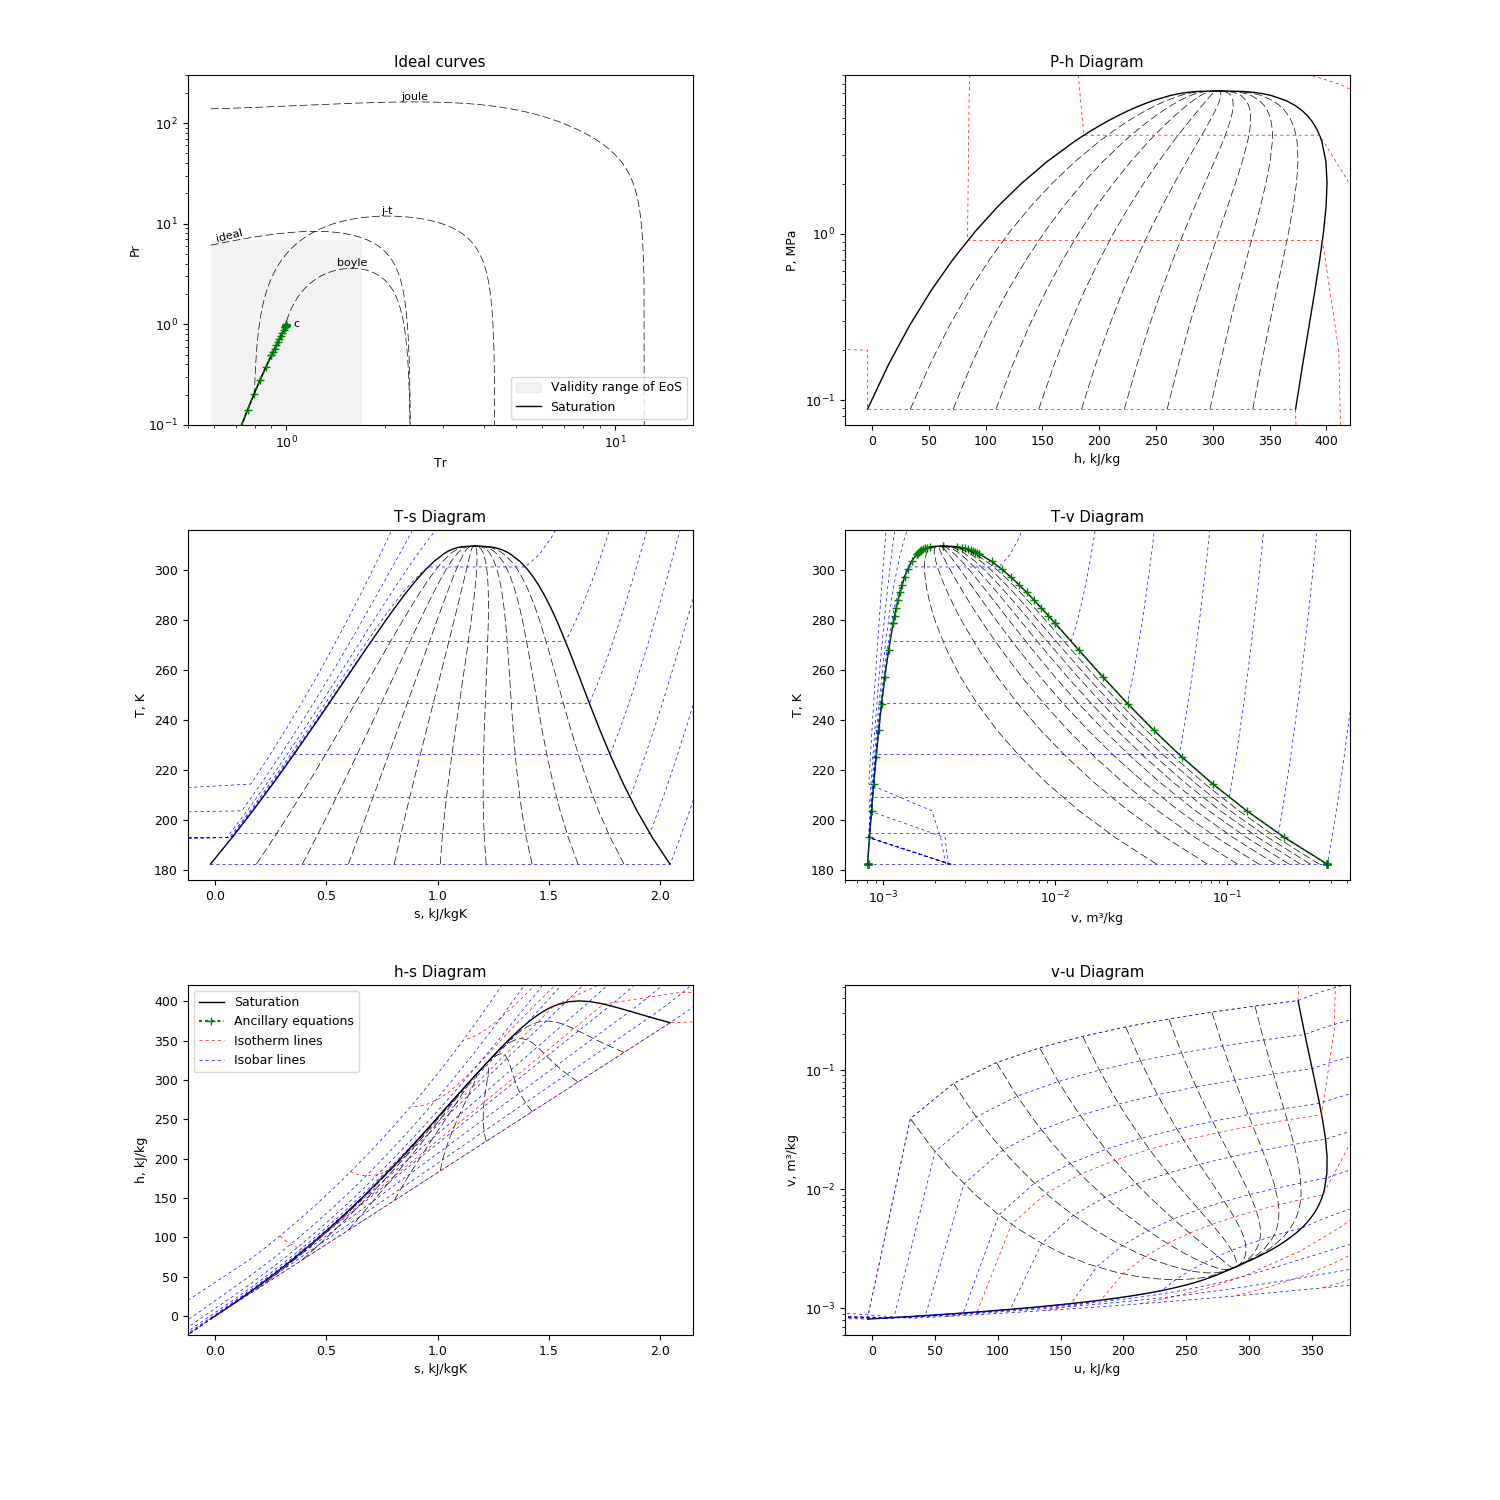 Ideal curves
joule
j-t
ideal
boyle
c
10²
10¹
10⁰
10⁻¹
Pr
Validity range of EoS
Saturation
10⁰ 10¹
Tr
P-h Diagram
10⁰
10⁻¹
P, MPa
0 50 100 150 200 250 300 350 400
h, kJ/kg
T-s Diagram
300
280
260
240
220
200
180
T, K
0.0 0.5 1.0 1.5 2.0
s, kJ/kgK
T-v Diagram
300
280
260
240
220
200
180
T, K
10⁻³ 10⁻² 10⁻¹
v, m³/kg
h-s Diagram
Saturation
Ancillary equations
Isotherm lines
Isobar lines
400
350
300
250
200
150
100
50
0
h, kJ/kg
0.0 0.5 1.0 1.5 2.0
s, kJ/kgK
v-u Diagram
10⁻¹
10⁻²
10⁻³
v, m³/kg
0 50 100 150 200 250 300 350
u, kJ/kg